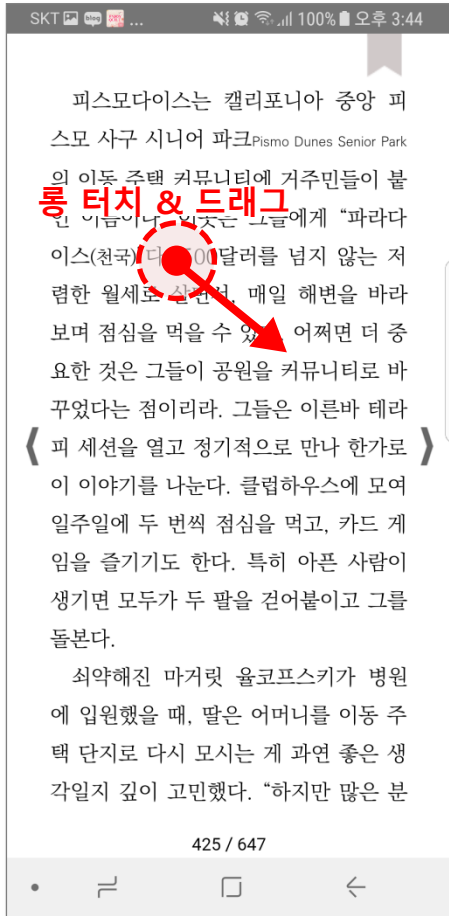 SKT ... 100% 오후 3:44
피스모다이스는 캘리포니아 중앙 피
스모 사구 시니어 파크Pismo Dunes Senior Park
의 이동 주택 커뮤니티에 거주민들이 붙
롱 터치 & 드래그
그들에게 “파라다
이스(천국)다. 500달러를 넘지 않는 저
렴한 월세로 살면서, 매일 해변을 바라
보며 점심을 먹을 수 어쩌면 더 중
요한 것은 그들이 공원을 커뮤니티로 바
꾸었다는 점이리라. 그들은 이른바 테라
피 세션을 열고 정기적으로 만나 한가로
이 이야기를 나눈다. 클럽하우스에 모여
일주일에 두 번씩 점심을 먹고, 카드 게
임을 즐기기도 한다. 특히 아픈 사람이
생기면 모두가 두 팔을 걷어붙이고 그를
돌본다.
쇠약해진 마거릿 율코프스키가 병원
에 입원했을 때, 딸은 어머니를 이동 주
택 단지로 다시 모시는 게 과연 좋은 생
각일지 깊이 고민했다. “하지만 많은 분
425 / 647